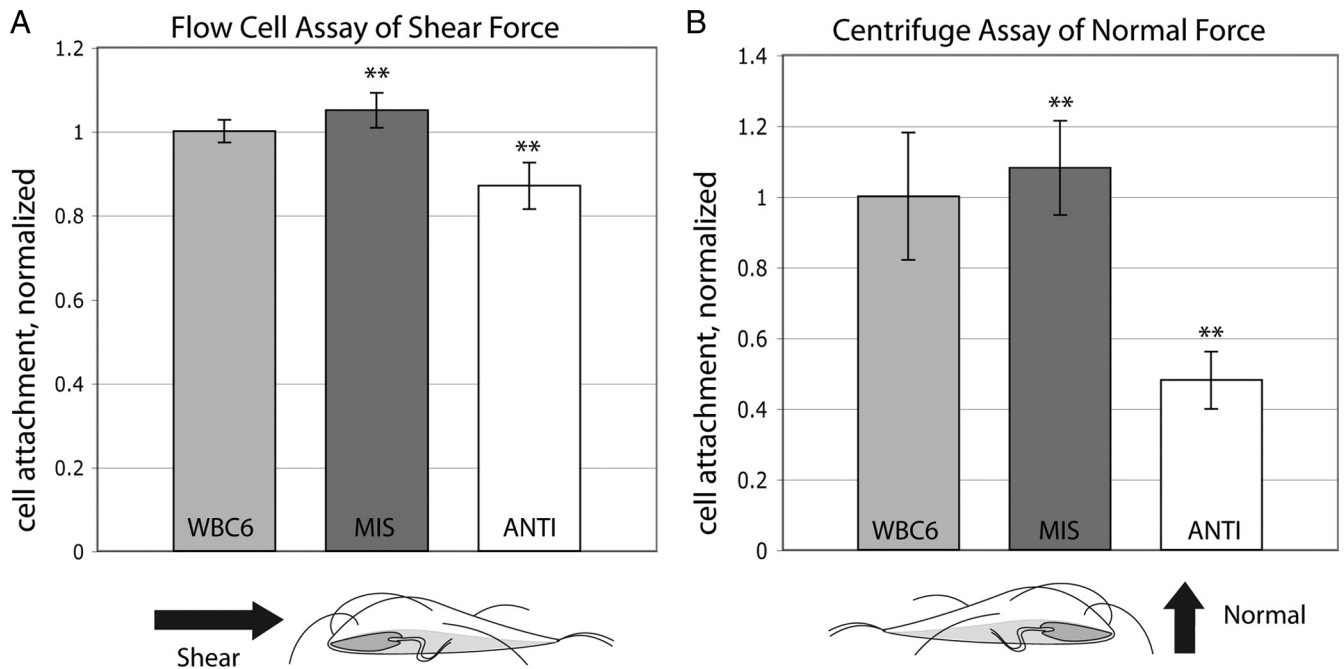 A
Flow Cell Assay of Shear Force
cell attachment, normalized
1.2
1
0.8
0.6
0.4
0.2
0
**
**
WBC6
MIS
ANTI
Shear
B
Centrifuge Assay of Normal Force
cell attachment, normalized
1.4
1.2
1
0.8
0.6
0.4
0.2
0
**
**
WBC6
MIS
ANTI
Normal